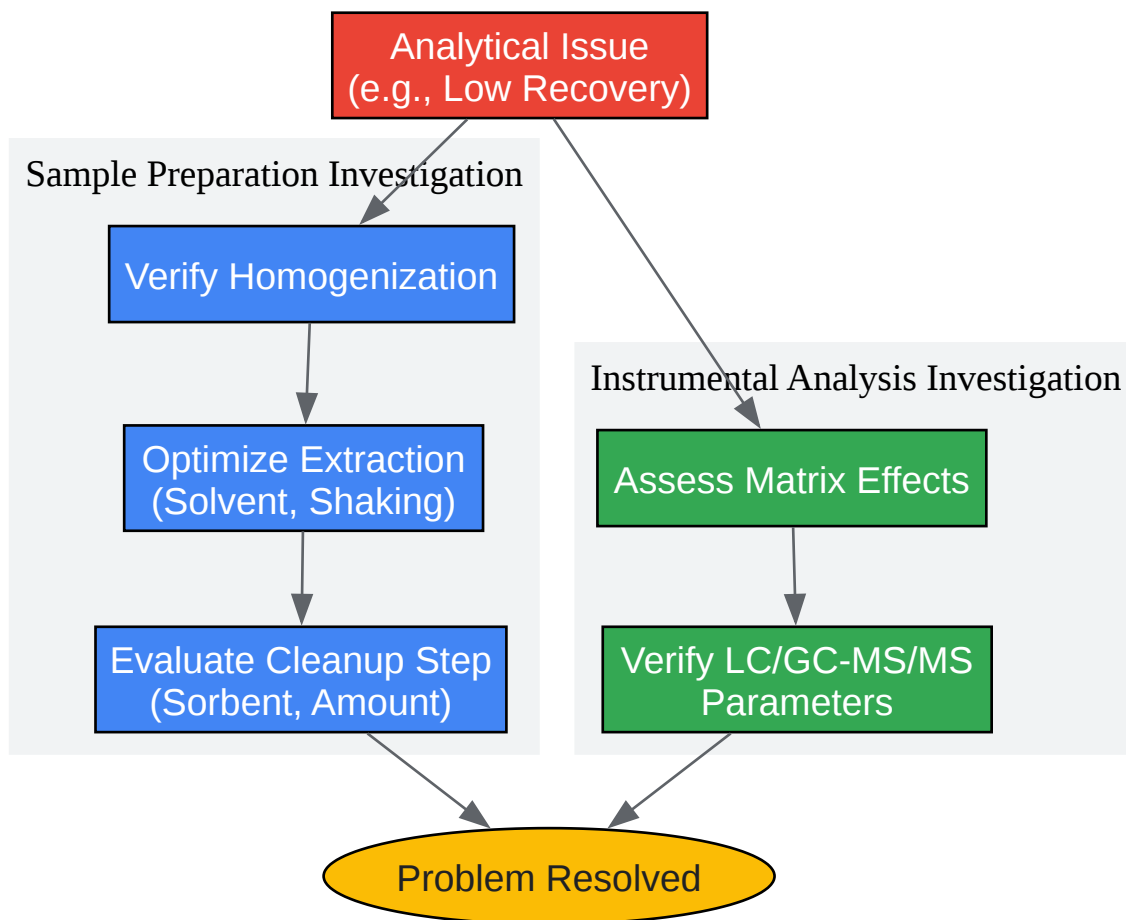 Analytical Issue
(e.g., Low Recovery)
Sample Preparation Investigation
Verify Homogenization
Optimize Extraction
(Solvent, Shaking)
Evaluate Cleanup Step
(Sorbent, Amount)
Instrumental Analysis Investigation
Assess Matrix Effects
Verify LC/GC-MS/MS
Parameters
Problem Resolved